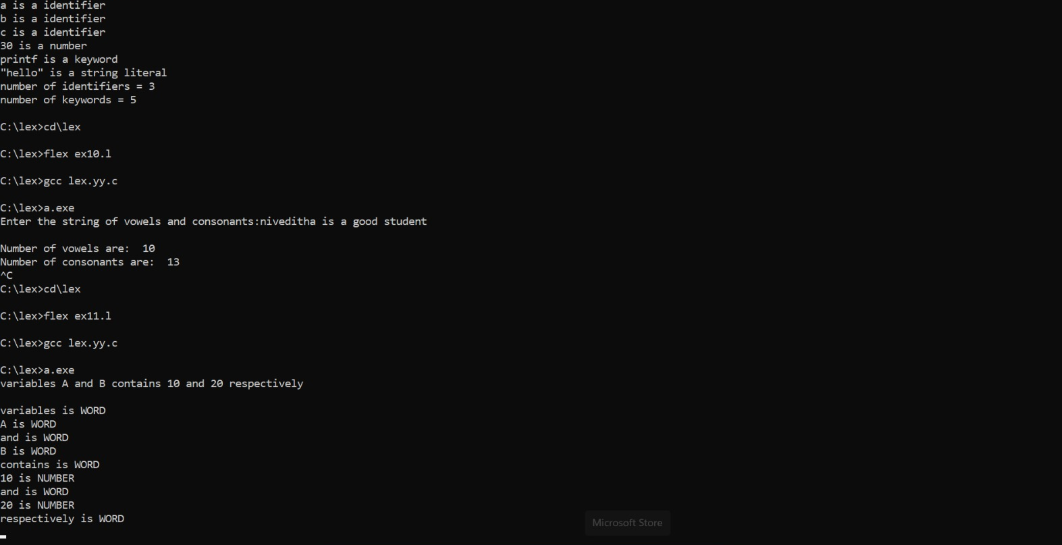 a is a identifier
b is a identifier
c is a identifier
30 is a number
printf is a keyword
"hello" is a string literal
number of identifiers = 3
number of keywords = 5
C:\lex>cd\lex
C:\lex>flex ex10.l
C:\lex>gcc lex.yy.c
C:\lex>a.exe
Enter the string of vowels and consonants:niveditha is a good student
Number of vowels are:  10
Number of consonants are:  13
^C
C:\lex>cd\lex
C:\lex>flex ex11.l
C:\lex>gcc lex.yy.c
C:\lex>a.exe
variables A and B contains 10 and 20 respectively
variables is WORD
A is WORD
and is WORD
B is WORD
contains is WORD
10 is NUMBER
and is WORD
20 is NUMBER
respectively is WORD
Microsoft Store